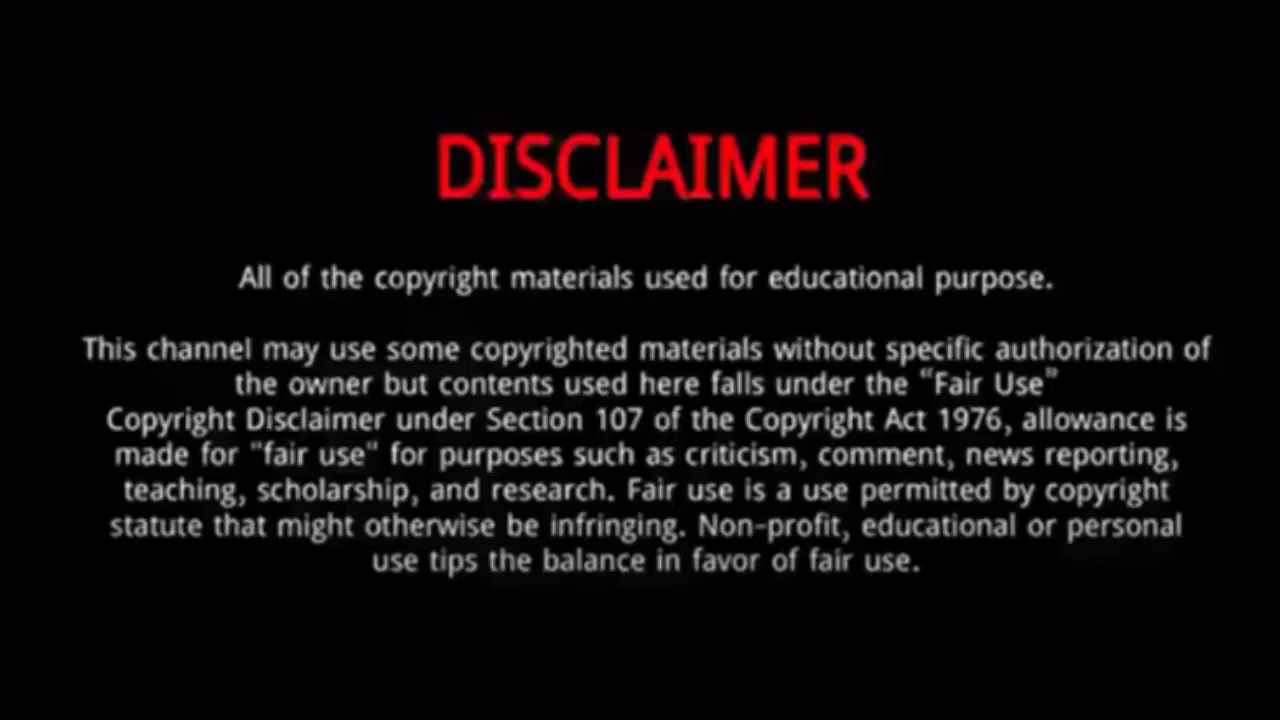 DISCLAIMER
All of the copyright materials used for educational purpose.
This channel may use some copyrighted materials without specific authorization of
the owner but contents used here falls under the “Fair Use”
Copyright Disclaimer under Section 107 of the Copyright Act 1976, allowance is
made for "fair use" for purposes such as criticism, comment, news reporting,
teaching, scholarship, and research. Fair use is a use permitted by copyright
statute that might otherwise be infringing. Non-profit, educational or personal
use tips the balance in favor of fair use.